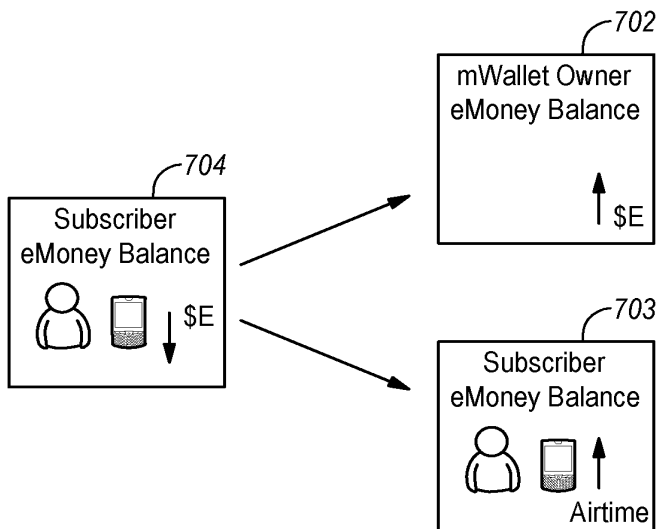 702
mWallet Owner
eMoney Balance
$E
704
Subscriber
eMoney Balance
$E
703
Subscriber
eMoney Balance
Airtime